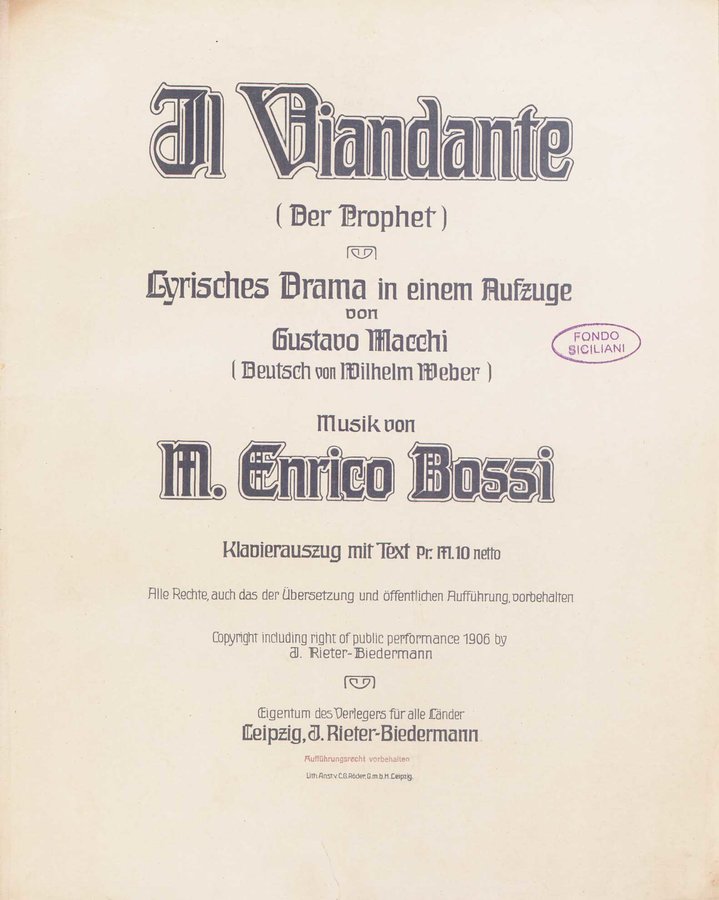 Il Viandante
(Der Prophet)
Lyrisches Drama in einem Aufzuge
von
Gustavo Macchi
(Deutsch von Wilhelm Weber)
FONDO
SICILIANI
Musik von
M. Enrico Bossi
Klavierauszug mit Text Pr. M. 10 netto
Alle Rechte, auch das der Übersetzung und öffentlichen Aufführung, vorbehalten
Copyright including right of public performance 1906 by
J. Rieter-Biedermann
Eigentum des Verlegers für alle Länder
Leipzig, J. Rieter-Biedermann
Aufführungsrecht vorbehalten
Lith. Anst. v. C. G. Röder, G. m. b. H. Leipzig.